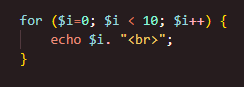 for ($i=0; $i < 10; $i++) {
    echo $i. "<br>";
}